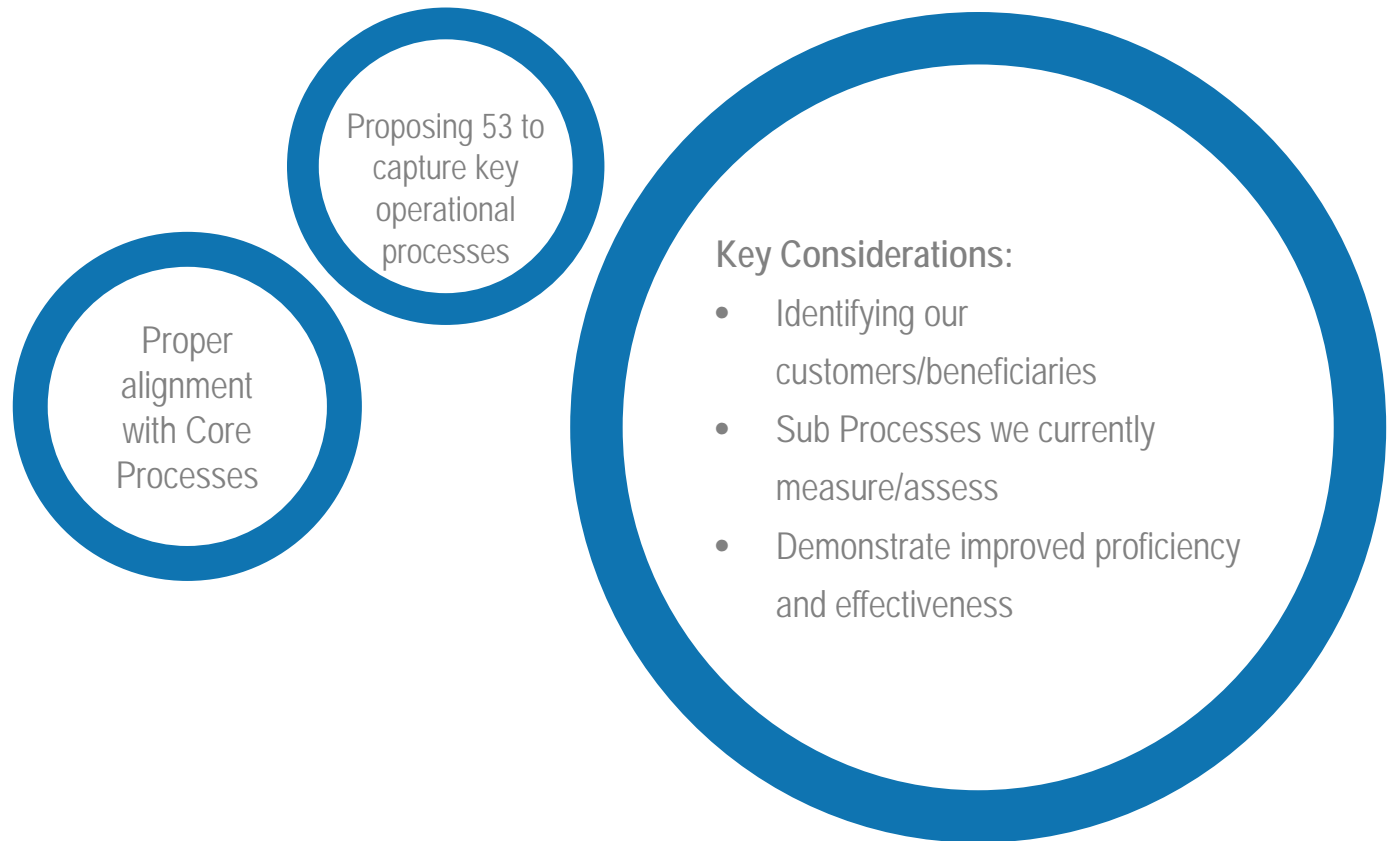 Proposing 53 to
capture key
operational
processes
Proper
alignment
with Core
Processes
Key Considerations:
• Identifying our
customers/beneficiaries
• Sub Processes we currently
measure/assess
• Demonstrate improved proficiency
and effectiveness